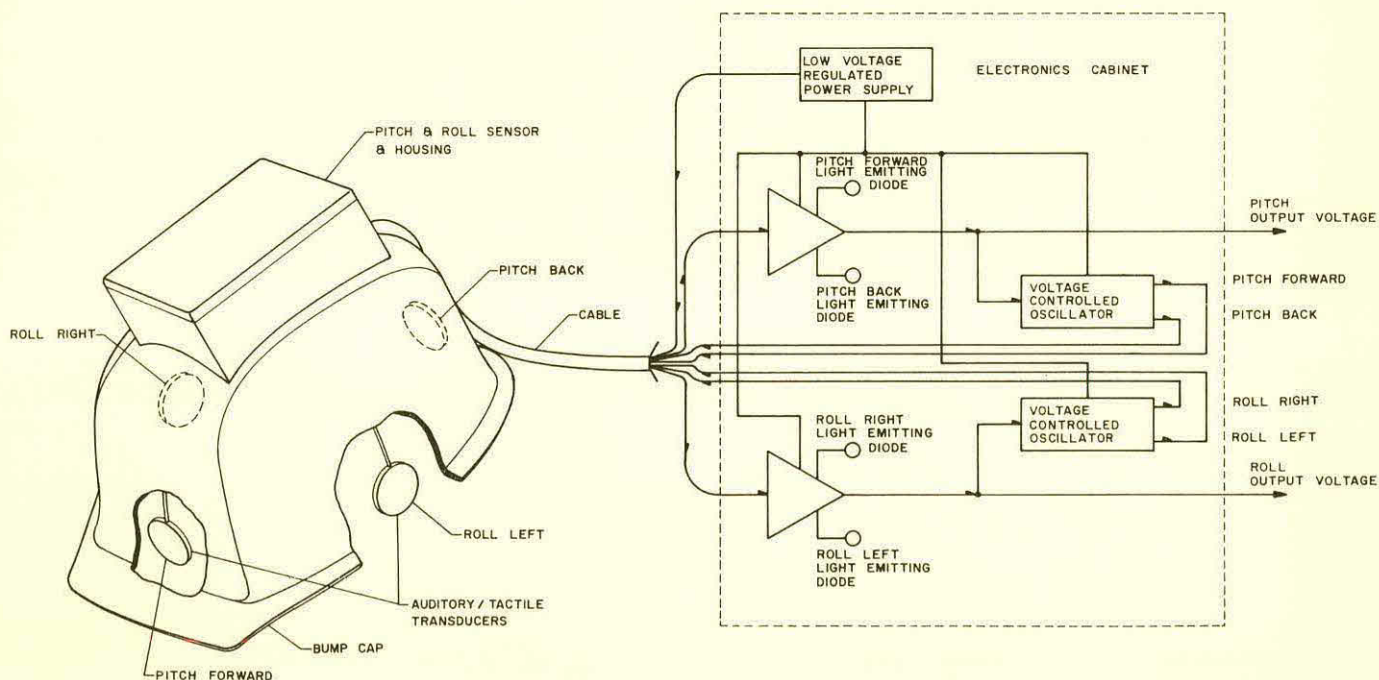 LOW VOLTAGE
REGULATED
POWER SUPPLY
ELECTRONICS CABINET
PITCH & ROLL SENSOR
& HOUSING
PITCH FORWARD
LIGHT EMITTING
DIODE
PITCH
OUTPUT VOLTAGE
PITCH BACK
ROLL RIGHT
CABLE
PITCH BACK
LIGHT EMITTING
DIODE
VOLTAGE
CONTROLLED
OSCILLATOR
PITCH FORWARD
PITCH BACK
ROLL RIGHT
LIGHT EMITTING
DIODE
VOLTAGE
CONTROLLED
OSCILLATOR
ROLL RIGHT
ROLL LEFT
ROLL
OUTPUT VOLTAGE
ROLL LEFT
ROLL LEFT
LIGHT EMITTING
DIODE
AUDITORY / TACTILE
TRANSDUCERS
BUMP CAP
PITCH FORWARD